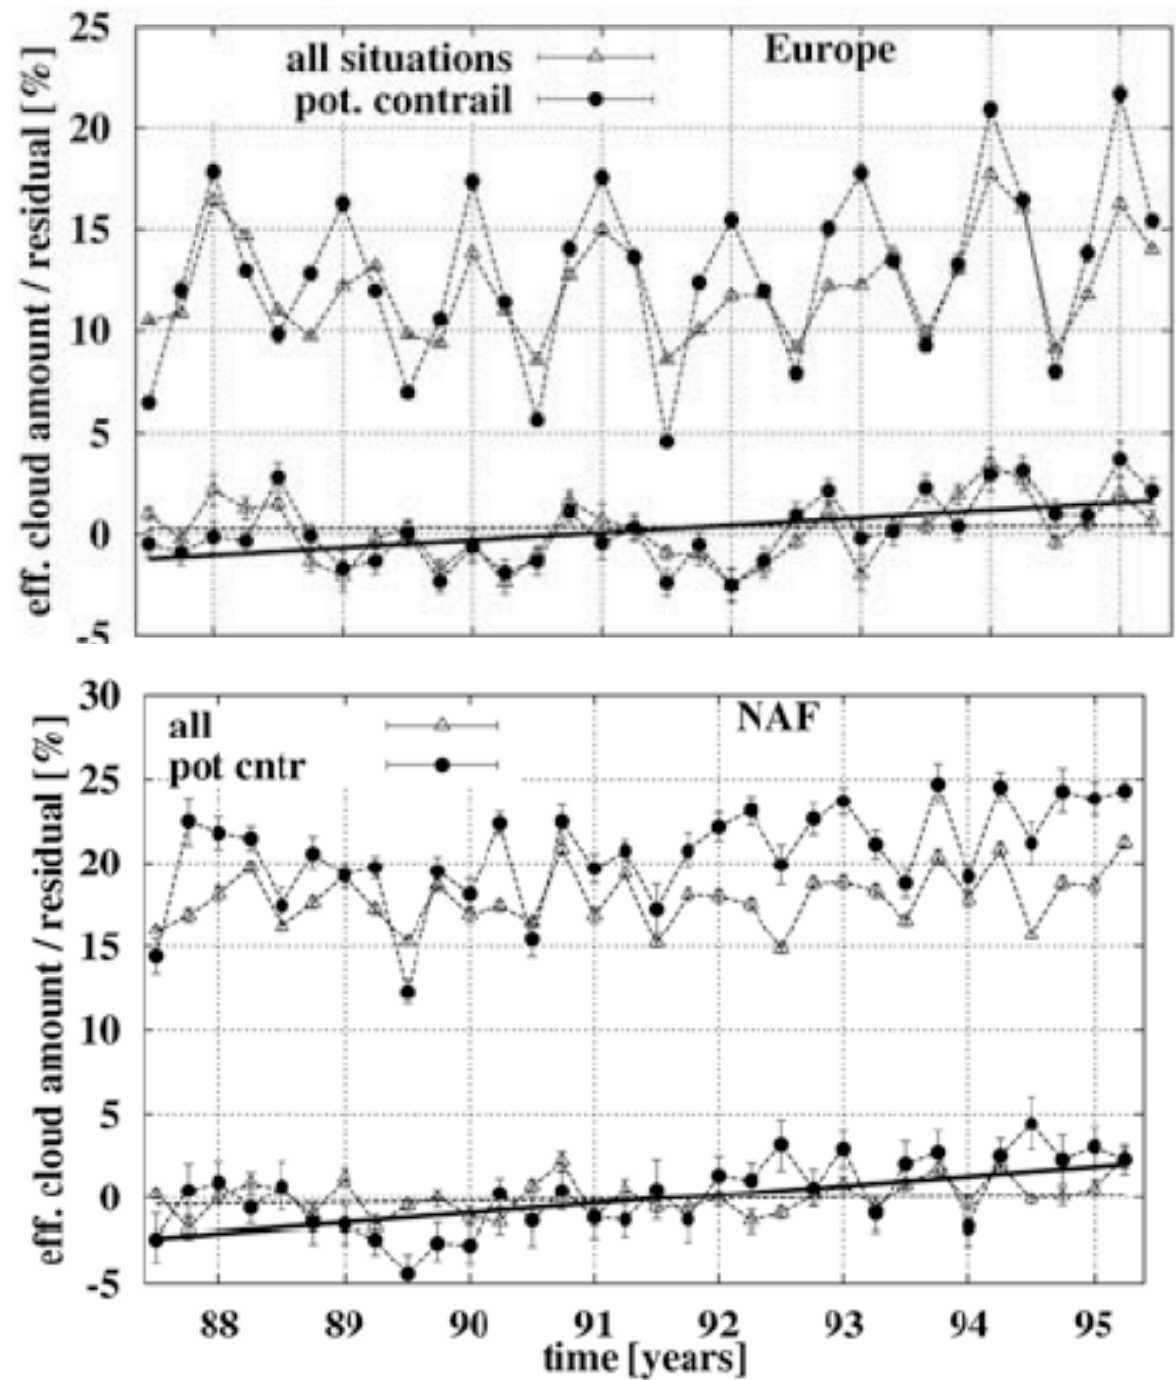 eff. cloud amount / residual [%]
25
20
15
10
5
0
-5
Europe
all situations
pot. contrail
eff. cloud amount / residual [%]
30
25
20
15
10
5
0
-5
NAF
all
pot cntr
88 89 90 91 92 93 94 95
time [years]